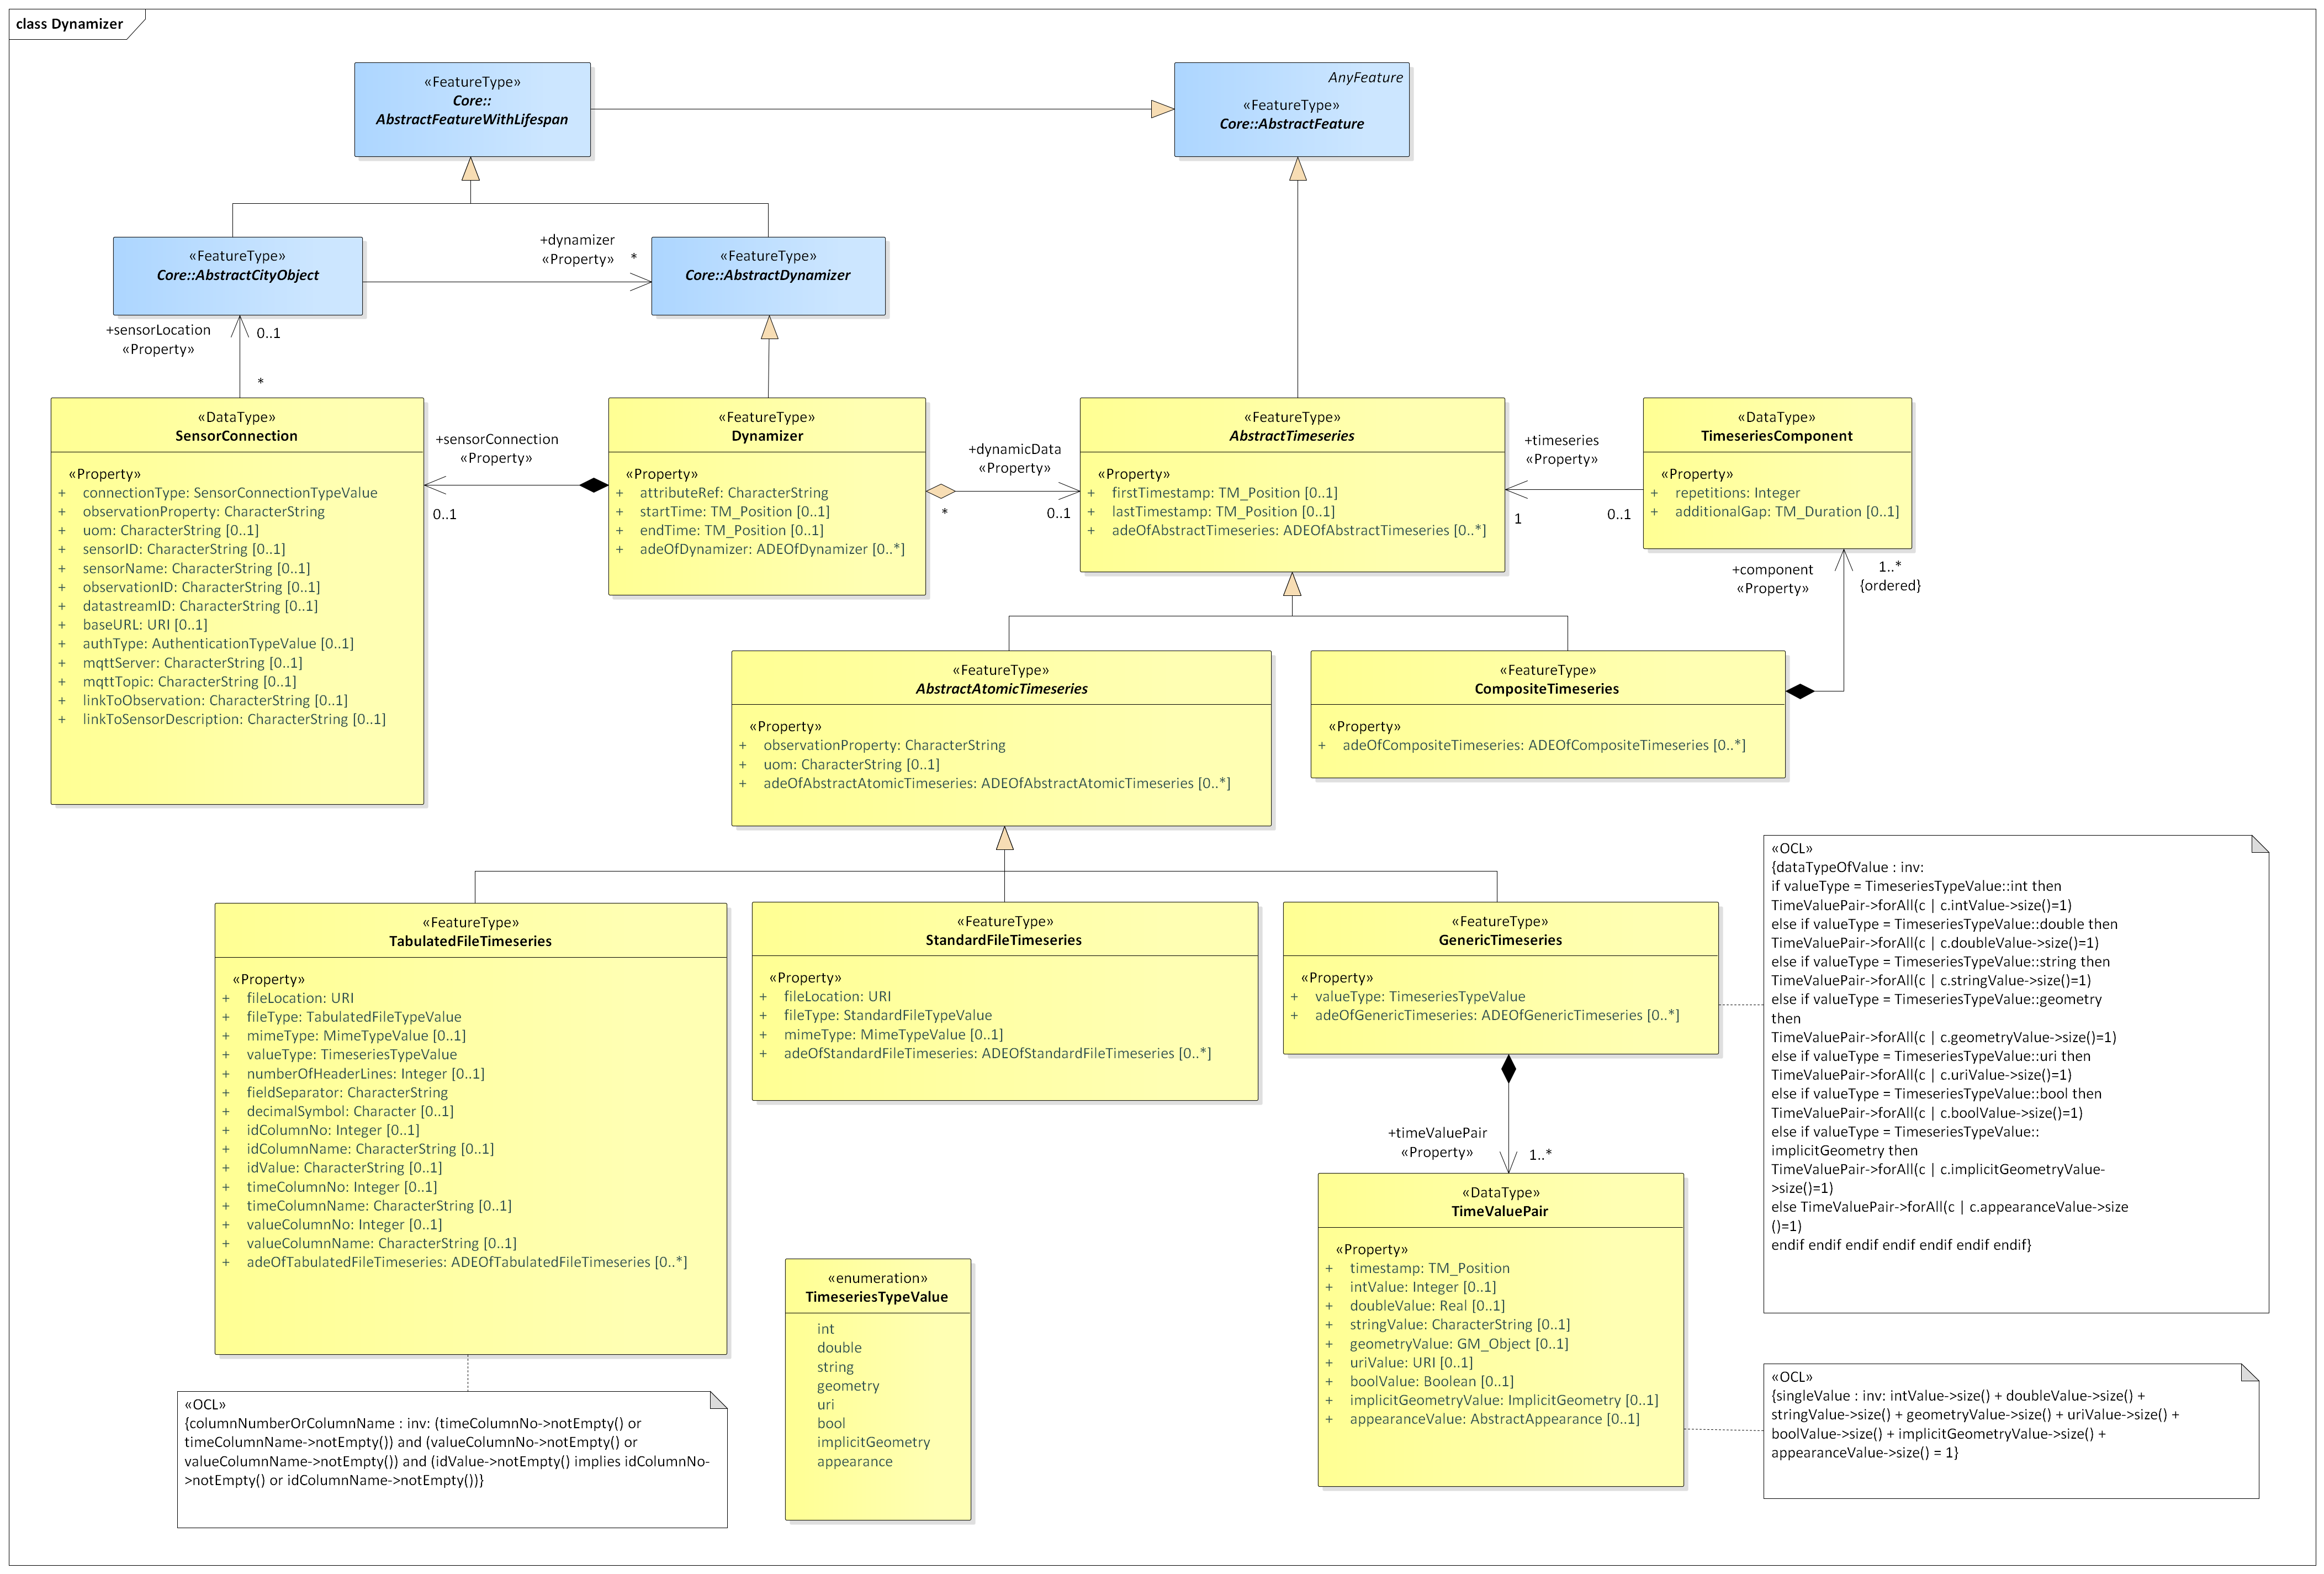 class Dynamizer
«FeatureType»
Core::
AbstractFeatureWithLifespan
AnyFeature
«FeatureType»
Core::AbstractFeature
«FeatureType»
Core::AbstractCityObject
+dynamizer
«Property»
*
«FeatureType»
Core::AbstractDynamizer
+sensorLocation
«Property»
0..1
*
«DataType»
SensorConnection
«Property»
+ connectionType: SensorConnectionTypeValue
+ observationProperty: CharacterString
+ uom: CharacterString [0..1]
+ sensorID: CharacterString [0..1]
+ sensorName: CharacterString [0..1]
+ observationID: CharacterString [0..1]
+ datastreamID: CharacterString [0..1]
+ baseURL: URI [0..1]
+ authType: AuthenticationTypeValue [0..1]
+ mqttServer: CharacterString [0..1]
+ mqttTopic: CharacterString [0..1]
+ linkToObservation: CharacterString [0..1]
+ linkToSensorDescription: CharacterString [0..1]
+sensorConnection
«Property»
0..1
«FeatureType»
Dynamizer
«Property»
+ attributeRef: CharacterString
+ startTime: TM_Position [0..1]
+ endTime: TM_Position [0..1]
+ adeOfDynamizer: ADEOfDynamizer [0..*]
+dynamicData
«Property»
*
0..1
«FeatureType»
AbstractTimeseries
«Property»
+ firstTimestamp: TM_Position [0..1]
+ lastTimestamp: TM_Position [0..1]
+ adeOfAbstractTimeseries: ADEOfAbstractTimeseries [0..*]
+timeseries
«Property»
1
0..1
«DataType»
TimeseriesComponent
«Property»
+ repetitions: Integer
+ additionalGap: TM_Duration [0..1]
+component
«Property»
1..*
{ordered}
«FeatureType»
AbstractAtomicTimeseries
«Property»
+ observationProperty: CharacterString
+ uom: CharacterString [0..1]
+ adeOfAbstractAtomicTimeseries: ADEOfAbstractAtomicTimeseries [0..*]
«FeatureType»
CompositeTimeseries
«Property»
+ adeOfCompositeTimeseries: ADEOfCompositeTimeseries [0..*]
«FeatureType»
TabulatedFileTimeseries
«Property»
+ fileLocation: URI
+ fileType: TabulatedFileTypeValue
+ mimeType: MimeTypeValue [0..1]
+ valueType: TimeseriesTypeValue
+ numberOfHeaderLines: Integer [0..1]
+ fieldSeparator: CharacterString
+ decimalSymbol: Character [0..1]
+ idColumnNo: Integer [0..1]
+ idColumnName: CharacterString [0..1]
+ idValue: CharacterString [0..1]
+ timeColumnNo: Integer [0..1]
+ timeColumnName: CharacterString [0..1]
+ valueColumnNo: Integer [0..1]
+ valueColumnName: CharacterString [0..1]
+ adeOfTabulatedFileTimeseries: ADEOfTabulatedFileTimeseries [0..*]
«FeatureType»
StandardFileTimeseries
«Property»
+ fileLocation: URI
+ fileType: StandardFileTypeValue
+ mimeType: MimeTypeValue [0..1]
+ adeOfStandardFileTimeseries: ADEOfStandardFileTimeseries [0..*]
«FeatureType»
GenericTimeseries
«Property»
+ valueType: TimeseriesTypeValue
+ adeOfGenericTimeseries: ADEOfGenericTimeseries [0..*]
«OCL»
{dataTypeOfValue : inv:
if valueType = TimeseriesTypeValue::int then
TimeValuePair->forAll(c | c.intValue->size()=1)
else if valueType = TimeseriesTypeValue::double then
TimeValuePair->forAll(c | c.doubleValue->size()=1)
else if valueType = TimeseriesTypeValue::string then
TimeValuePair->forAll(c | c.stringValue->size()=1)
else if valueType = TimeseriesTypeValue::geometry
then
TimeValuePair->forAll(c | c.geometryValue->size()=1)
else if valueType = TimeseriesTypeValue::uri then
TimeValuePair->forAll(c | c.uriValue->size()=1)
else if valueType = TimeseriesTypeValue::bool then
TimeValuePair->forAll(c | c.boolValue->size()=1)
else if valueType = TimeseriesTypeValue::
implicitGeometry then
TimeValuePair->forAll(c | c.implicitGeometryValue-
>size()=1)
else TimeValuePair->forAll(c | c.appearanceValue->size
()=1)
endif endif endif endif endif endif endif}
+timeValuePair
«Property»
1..*
«DataType»
TimeValuePair
«Property»
+ timestamp: TM_Position
+ intValue: Integer [0..1]
+ doubleValue: Real [0..1]
+ stringValue: CharacterString [0..1]
+ geometryValue: GM_Object [0..1]
+ uriValue: URI [0..1]
+ boolValue: Boolean [0..1]
+ implicitGeometryValue: ImplicitGeometry [0..1]
+ appearanceValue: AbstractAppearance [0..1]
«enumeration»
TimeseriesTypeValue
int
double
string
geometry
uri
bool
implicitGeometry
appearance
«OCL»
{singleValue : inv: intValue->size() + doubleValue->size() +
stringValue->size() + geometryValue->size() + uriValue->size() +
boolValue->size() + implicitGeometryValue->size() +
appearanceValue->size() = 1}
«OCL»
{columnNumberOrColumnName : inv: (timeColumnNo->notEmpty() or
timeColumnName->notEmpty()) and (valueColumnNo->notEmpty() or
valueColumnName->notEmpty()) and (idValue->notEmpty() implies idColumnNo-
>notEmpty() or idColumnName->notEmpty())}